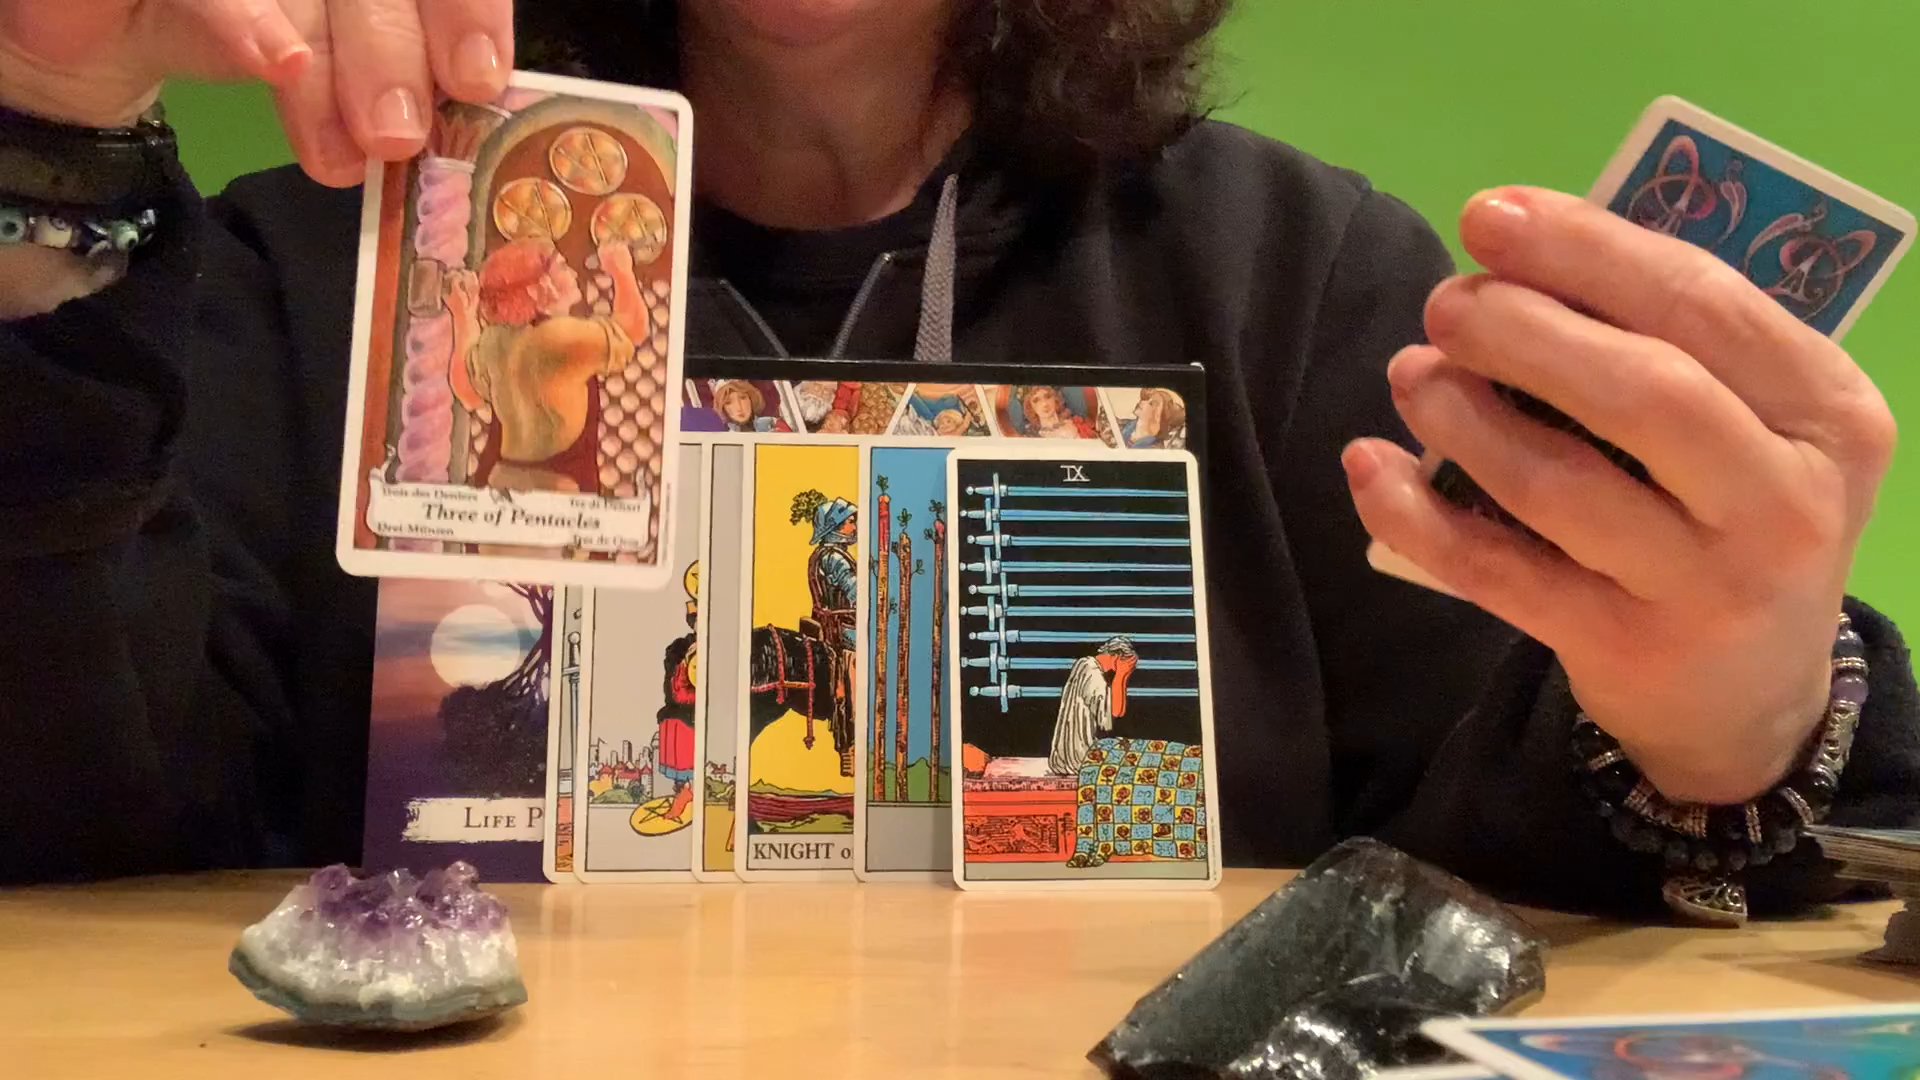 Trois des Deniers
Tre di Denari
Three of Pentacles
Drei Münzen
Tres de Oros
IX
LIFE P
KNIGHT o